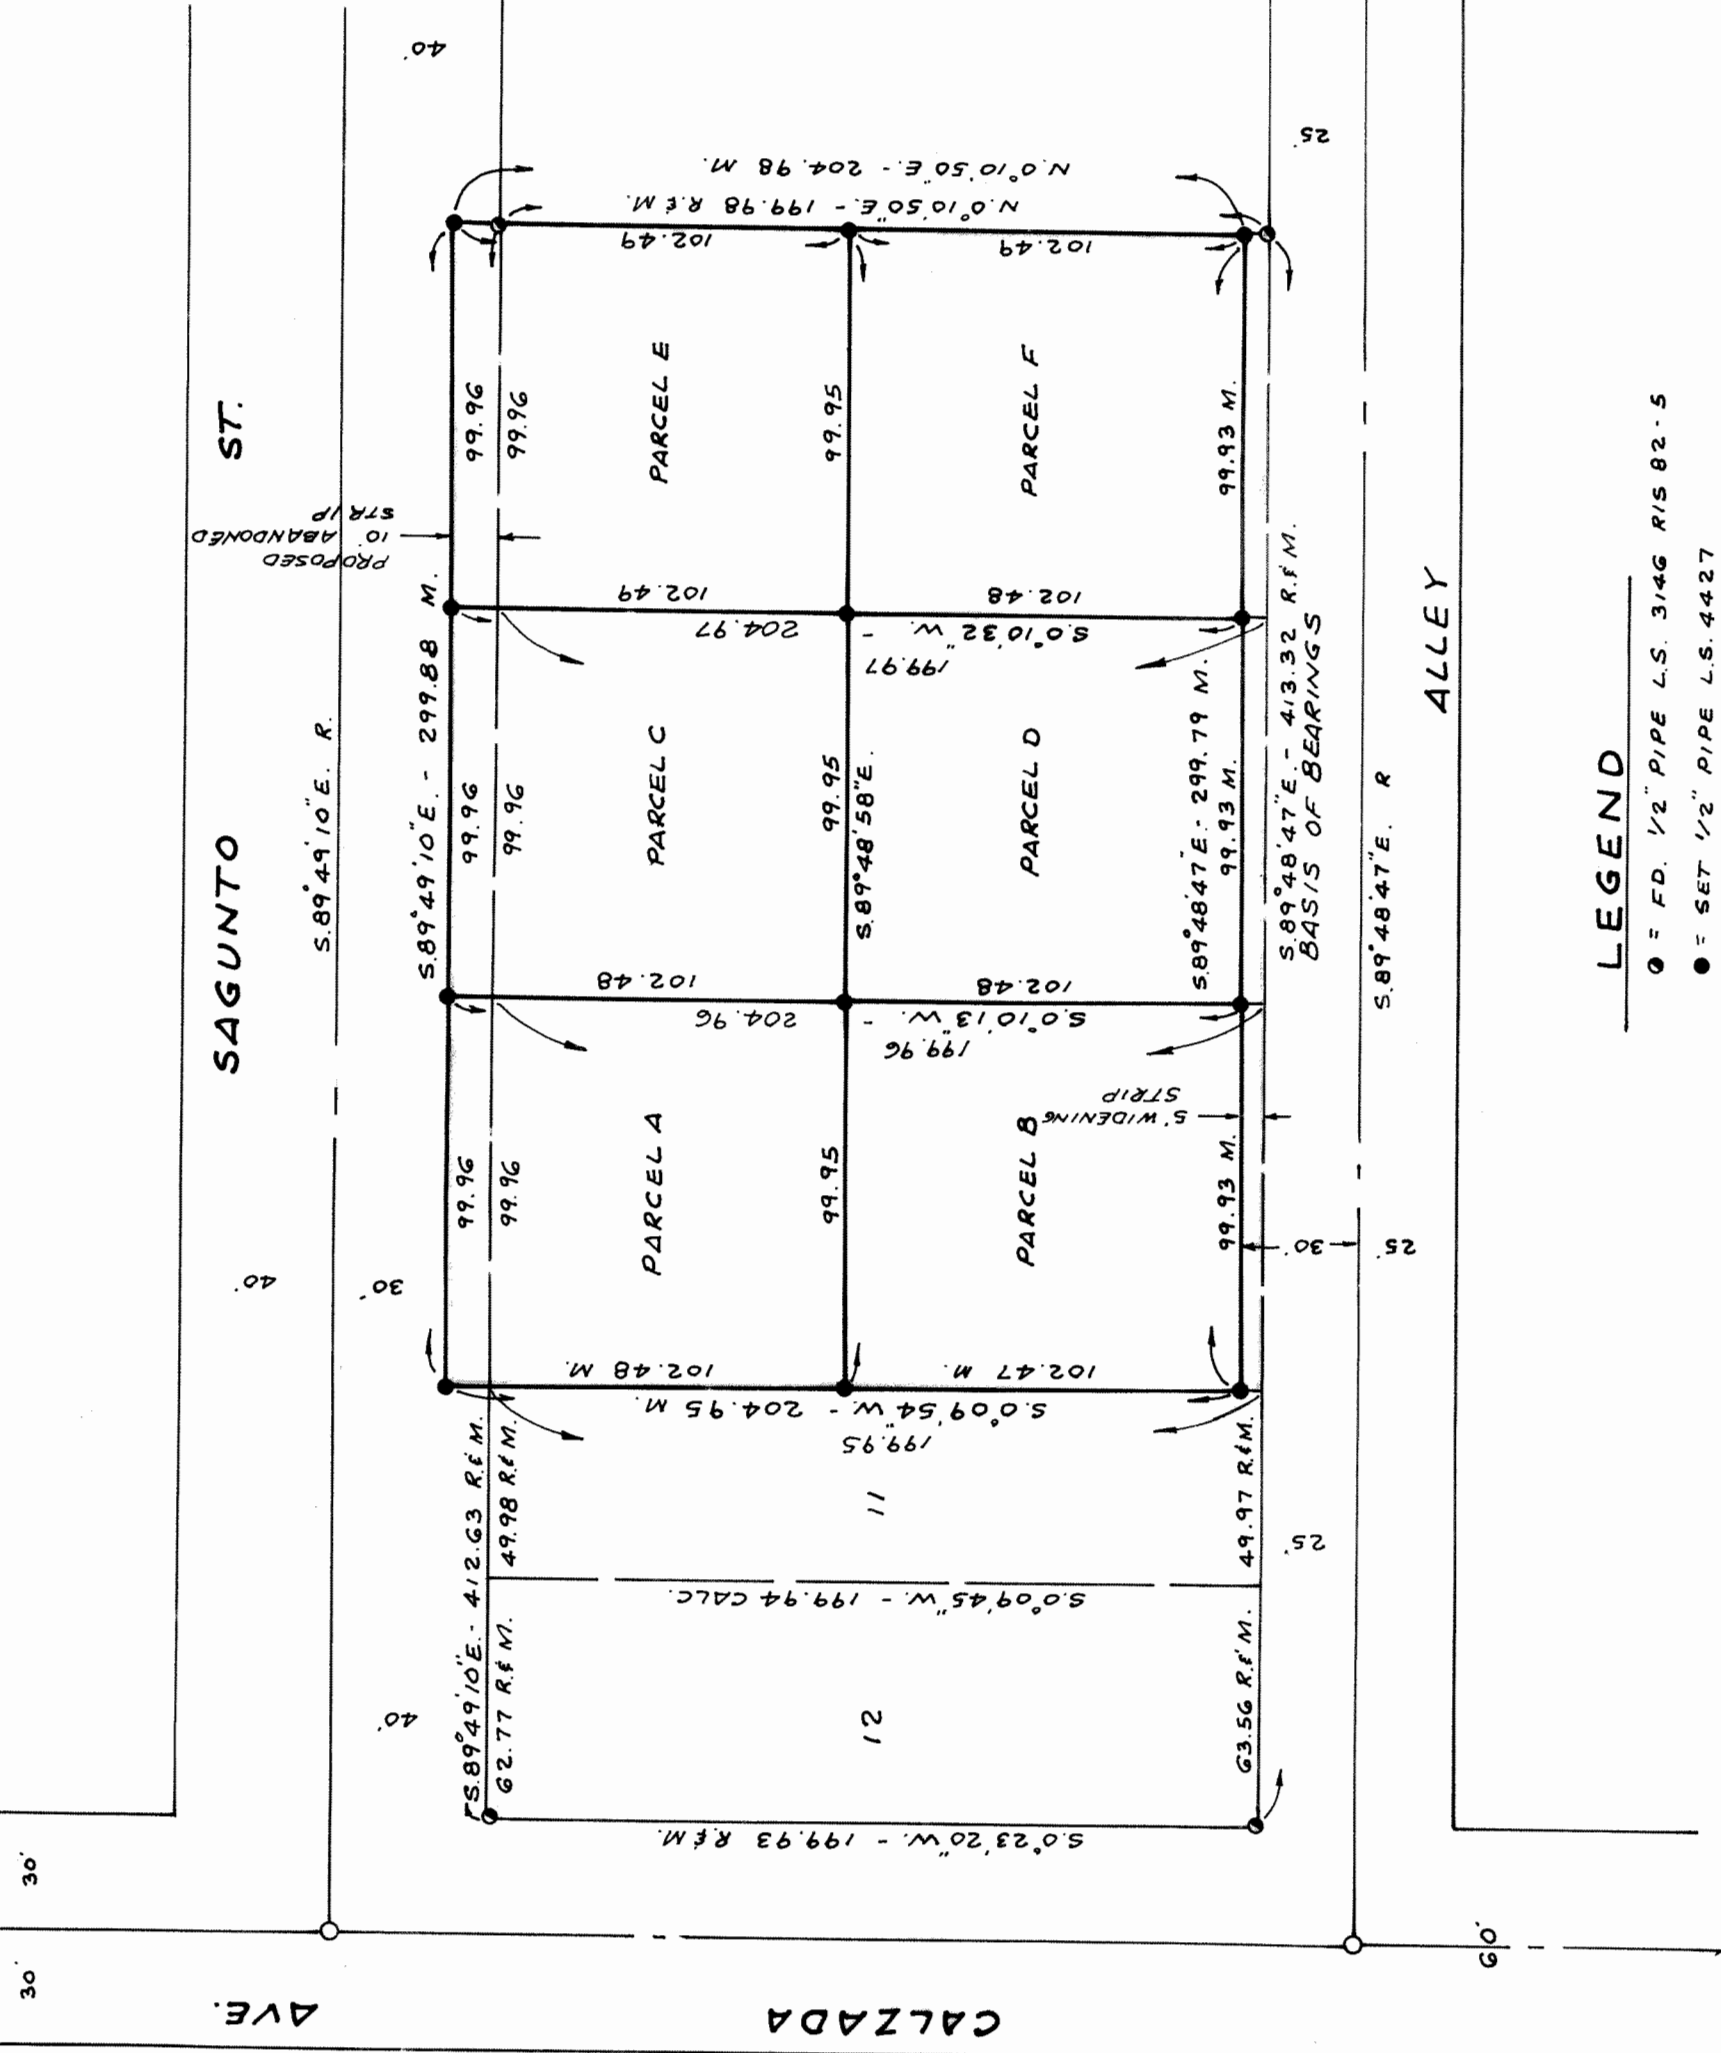 SAGUNTO ST.
40'
S.89°49'10"E. R.
30'
40'
40'
PROPOSED
10' ABANDONED
STRIP
S.89°49'10"E. - 299.88 M.
S.89°49'10"E. - 412.63 R.& M.
99.96
99.96
99.96
62.77 R.& M.
49.98 R.& M.
99.96
99.96
99.96
S.0°23'20"W. - 199.93 R.& M.
12
S.0°09'45"W. - 199.94 CALC.
11
S.0°09'54"W. - 204.95 M.
199.95
102.48 M.
102.47 M.
PARCEL A
PARCEL C
PARCEL E
204.96
S.0°10'13"W. -
199.96
102.48
102.48
204.97
S.0°10'32"W. -
199.97
102.49
102.48
102.49
102.49
N.0°10'50"E. - 199.98 R.& M.
N.0°10'50"E. - 204.98 M.
99.95
99.95
99.95
S.89°48'58"E.
PARCEL B
PARCEL D
PARCEL F
5' WIDENING
STRIP
S.89°48'47"E. - 299.79 M.
99.93 M.
99.93 M.
99.93 M.
63.56 R.& M.
49.97 R.& M.
S.89°48'47"E. - 413.32 R.& M.
BASIS OF BEARINGS
25'
30'
25'
25'
S.89°48'47"E. R
ALLEY
CALZADA AVE.
30'
30'
60'
LEGEND
= FD. 1/2" PIPE L.S. 3146 R/S 82-5
= SET 1/2" PIPE L.S. 4427